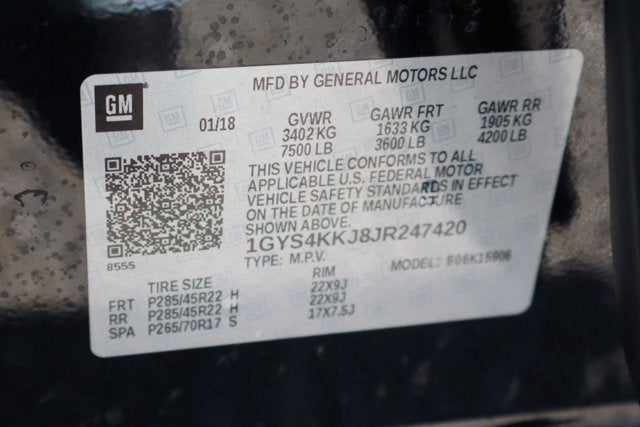 MFD BY GENERAL MOTORS LLC
GM
01/18
GVWR GAWR FRT GAWR RR
3402 KG 1633 KG 1905 KG
7500 LB 3600 LB 4200 LB
THIS VEHICLE CONFORMS TO ALL
APPLICABLE U.S. FEDERAL MOTOR
VEHICLE SAFETY STANDARDS IN EFFECT
ON THE DATE OF MANUFACTURE
SHOWN ABOVE.
1GYS4KKJ8JR247420
8555
TYPE: M.P.V. MODEL: 806K15906
TIRE SIZE RIM
FRT P285/45R22 H 22X9J
RR P285/45R22 H 22X9J
SPA P265/70R17 S 17X7.5J